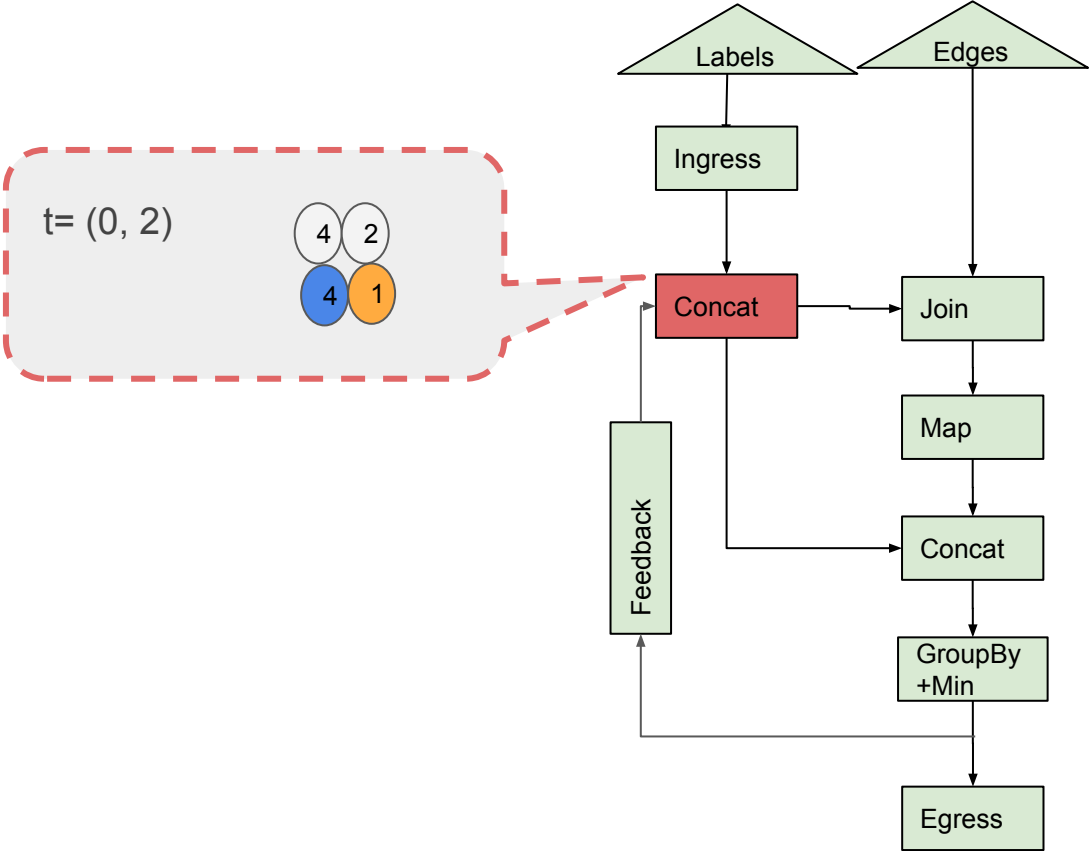 Labels
Edges
Ingress
t= (0, 2)
4 2
4 1
Concat
Join
Map
Feedback
Concat
GroupBy
+Min
Egress